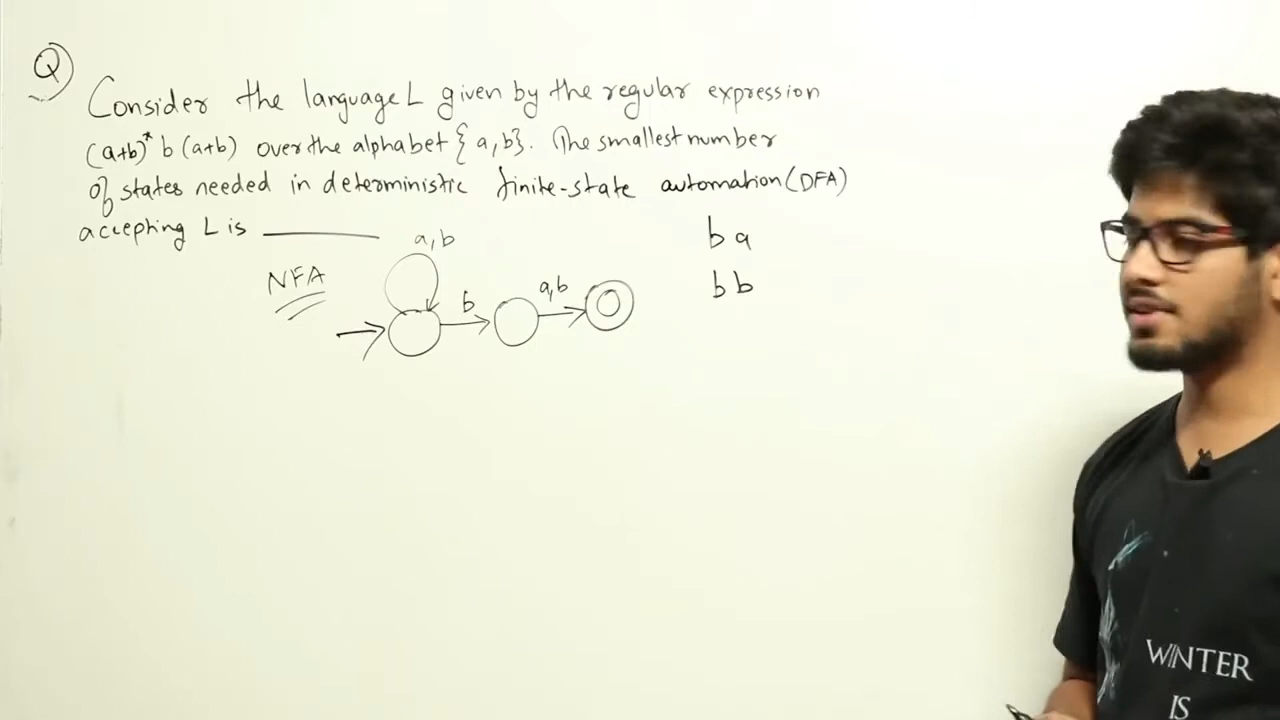 Q)
Consider the language L given by the regular expression
(a+b)* b (a+b) over the alphabet {a,b}. The smallest number
of states needed in deterministic finite-state automation (DFA)
accepting L is ________
NFA
a,b
b
a,b
b a
b b
WINTER
IS